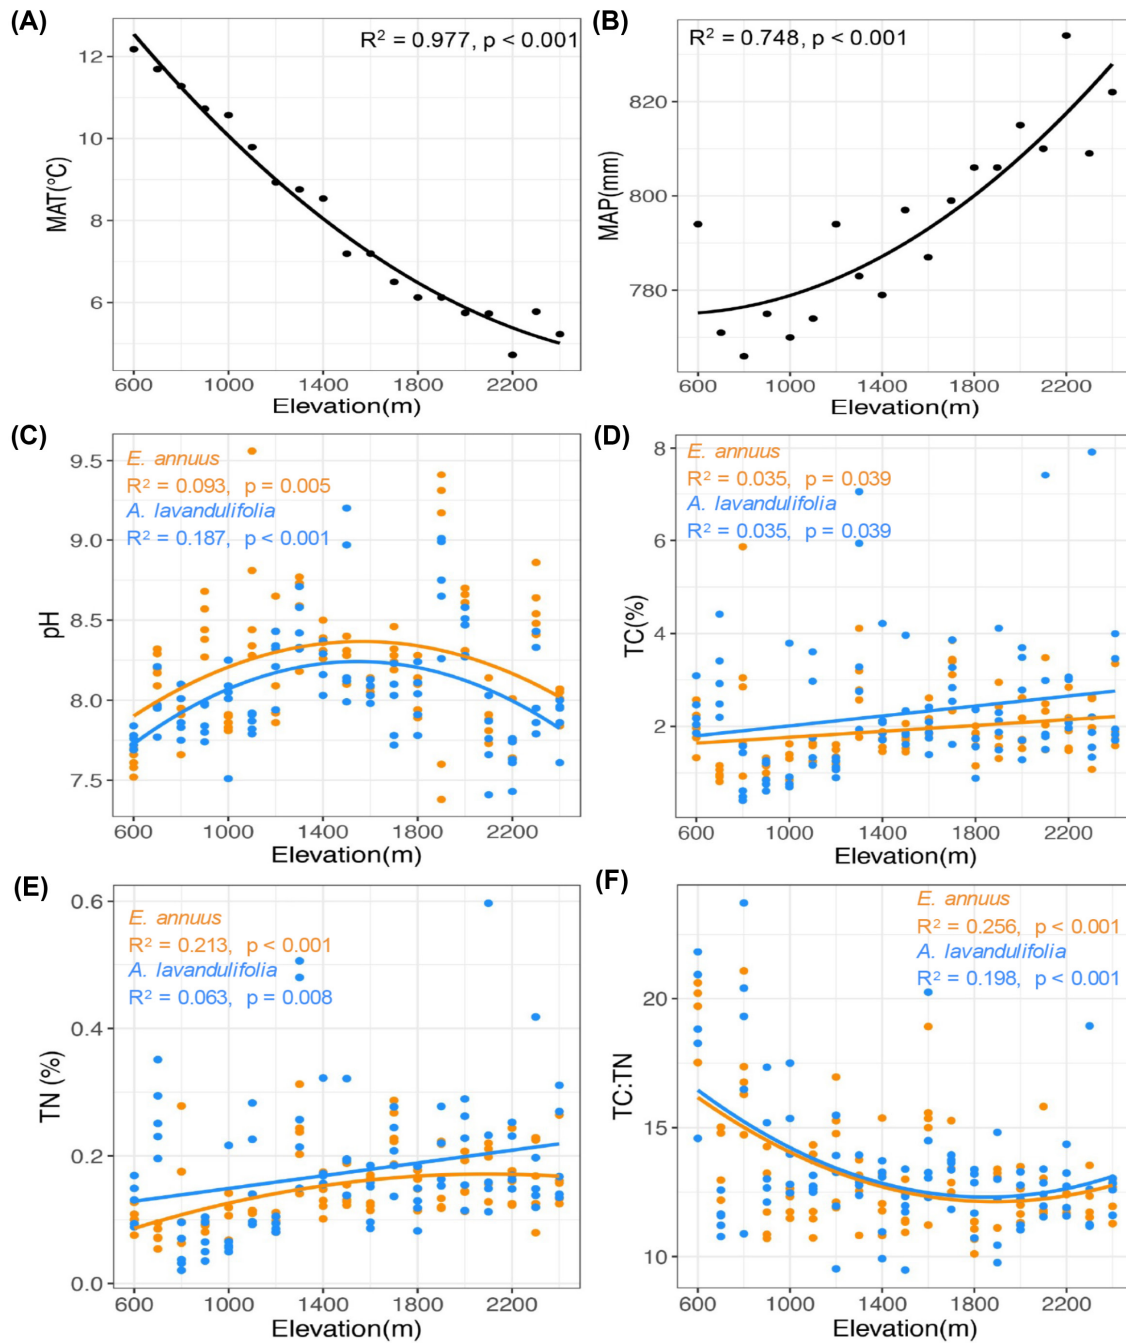 (A)
R² = 0.977, p < 0.001
12
10
8
6
MAT(°C)
600 1000 1400 1800 2200
Elevation(m)
(B)
R² = 0.748, p < 0.001
820
800
780
MAP(mm)
600 1000 1400 1800 2200
Elevation(m)
(C)
E. annuus
R² = 0.093, p = 0.005
A. lavandulifolia
R² = 0.187, p < 0.001
9.5
9.0
8.5
8.0
7.5
pH
600 1000 1400 1800 2200
Elevation(m)
(D)
E. annuus
R² = 0.035, p = 0.039
A. lavandulifolia
R² = 0.035, p = 0.039
8
6
4
2
TC(%)
600 1000 1400 1800 2200
Elevation(m)
(E)
E. annuus
R² = 0.213, p < 0.001
A. lavandulifolia
R² = 0.063, p = 0.008
0.6
0.4
0.2
0.0
TN (%)
600 1000 1400 1800 2200
Elevation(m)
(F)
E. annuus
R² = 0.256, p < 0.001
A. lavandulifolia
R² = 0.198, p < 0.001
20
15
10
TC:TN
600 1000 1400 1800 2200
Elevation(m)